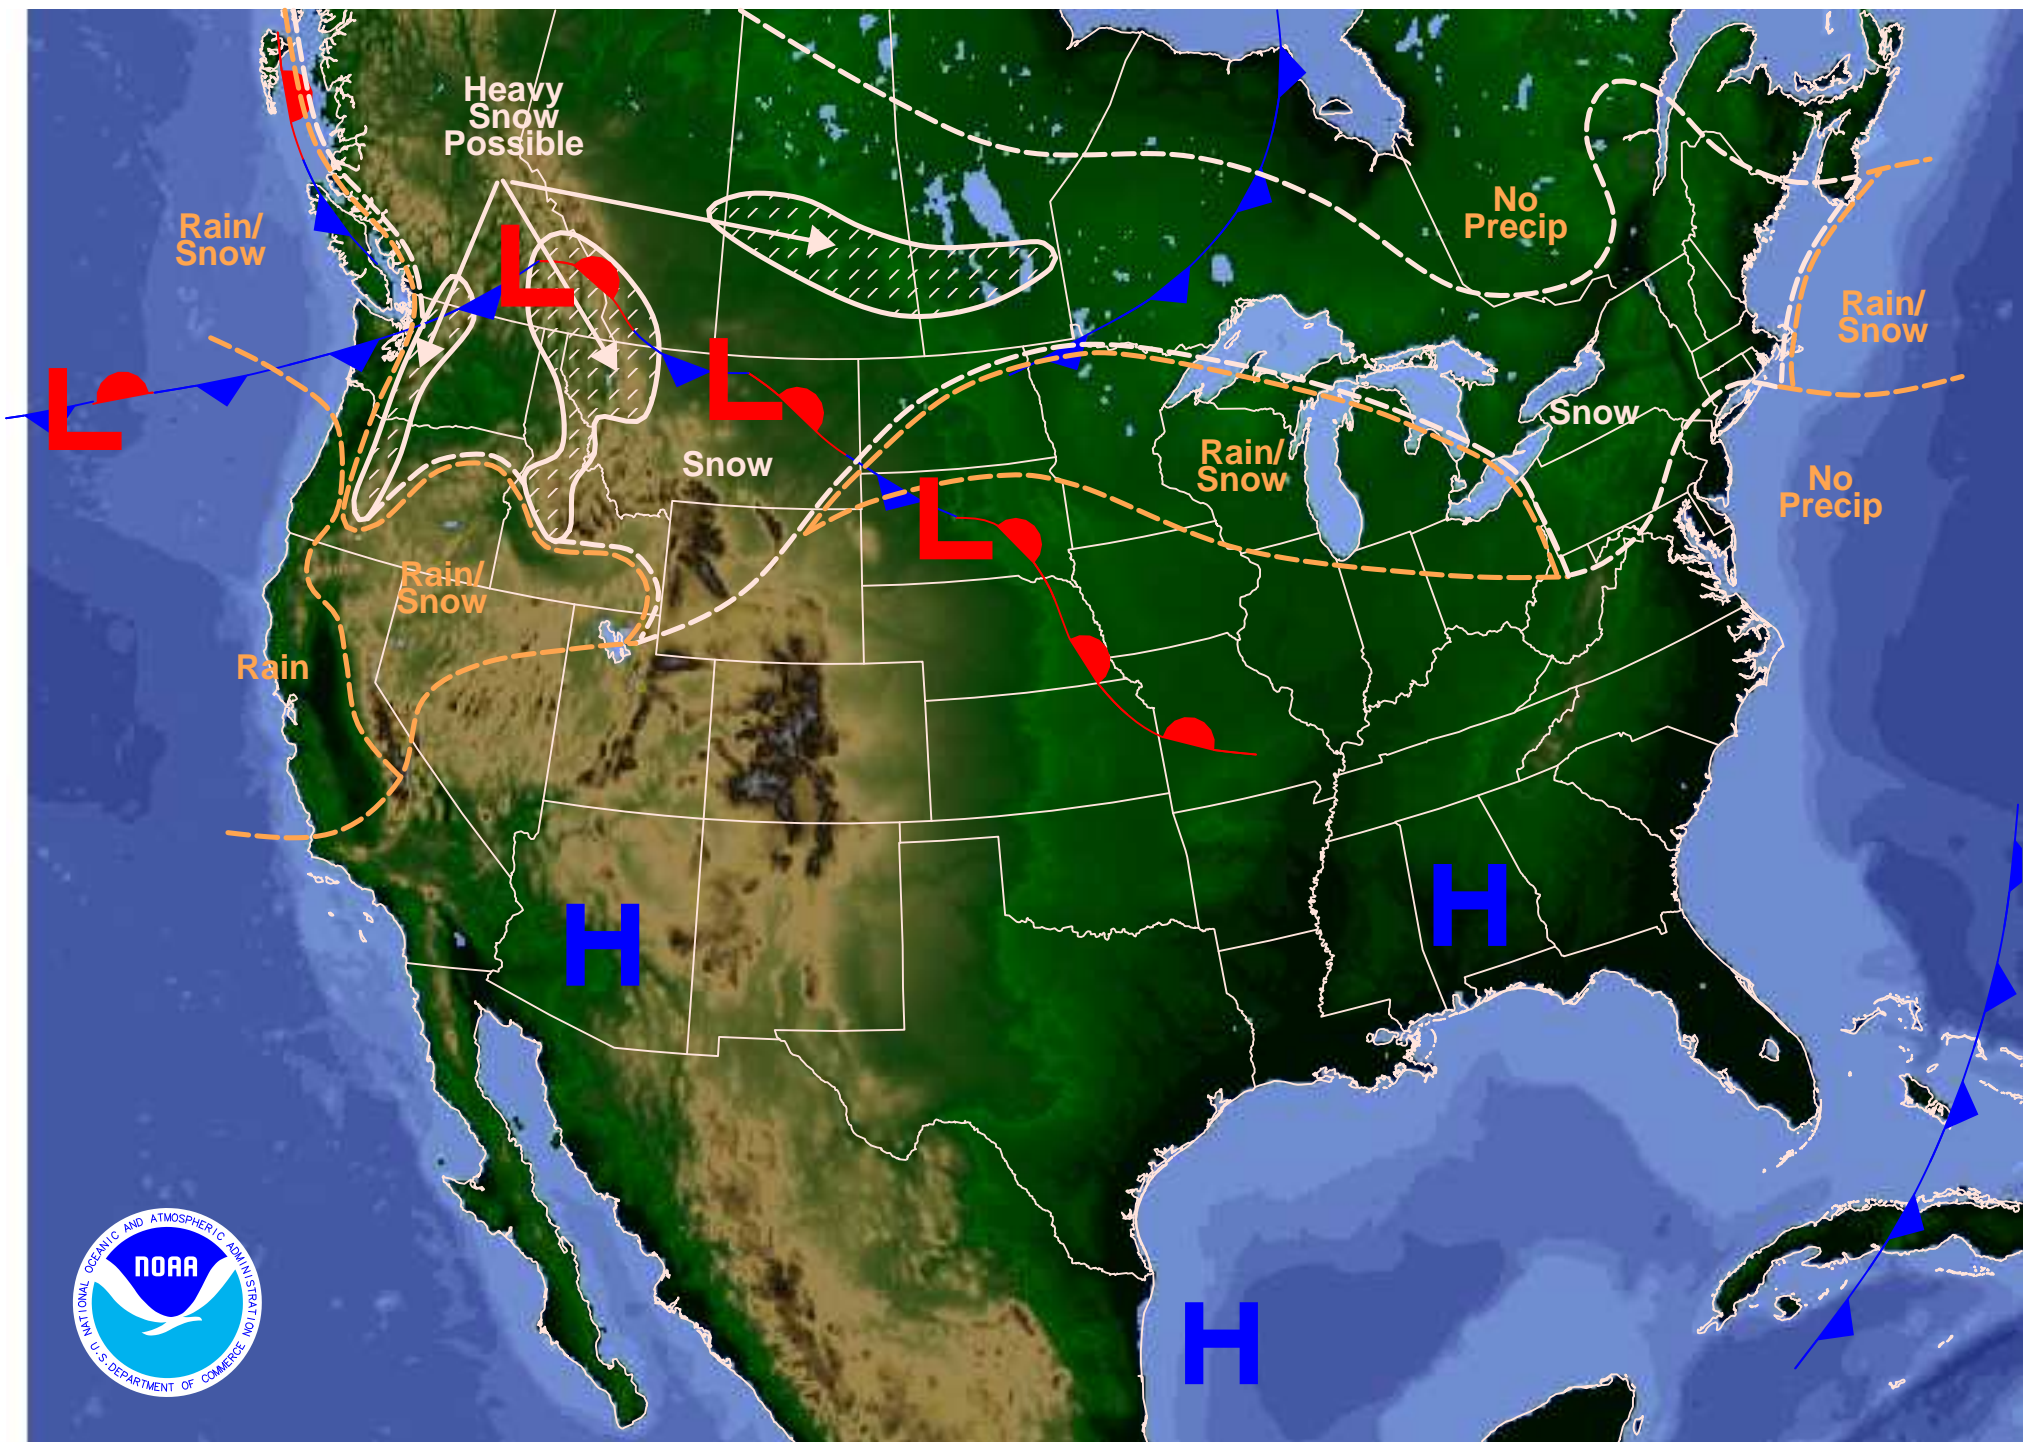 Heavy
Snow
Possible
Rain/
Snow
No
Precip
Rain/
Snow
L
L
L
Snow
Snow
Rain/
Snow
No
Precip
L
Rain/
Snow
Rain
H
H
H
NATIONAL OCEANIC AND ATMOSPHERIC ADMINISTRATION
NOAA
U.S. DEPARTMENT OF COMMERCE